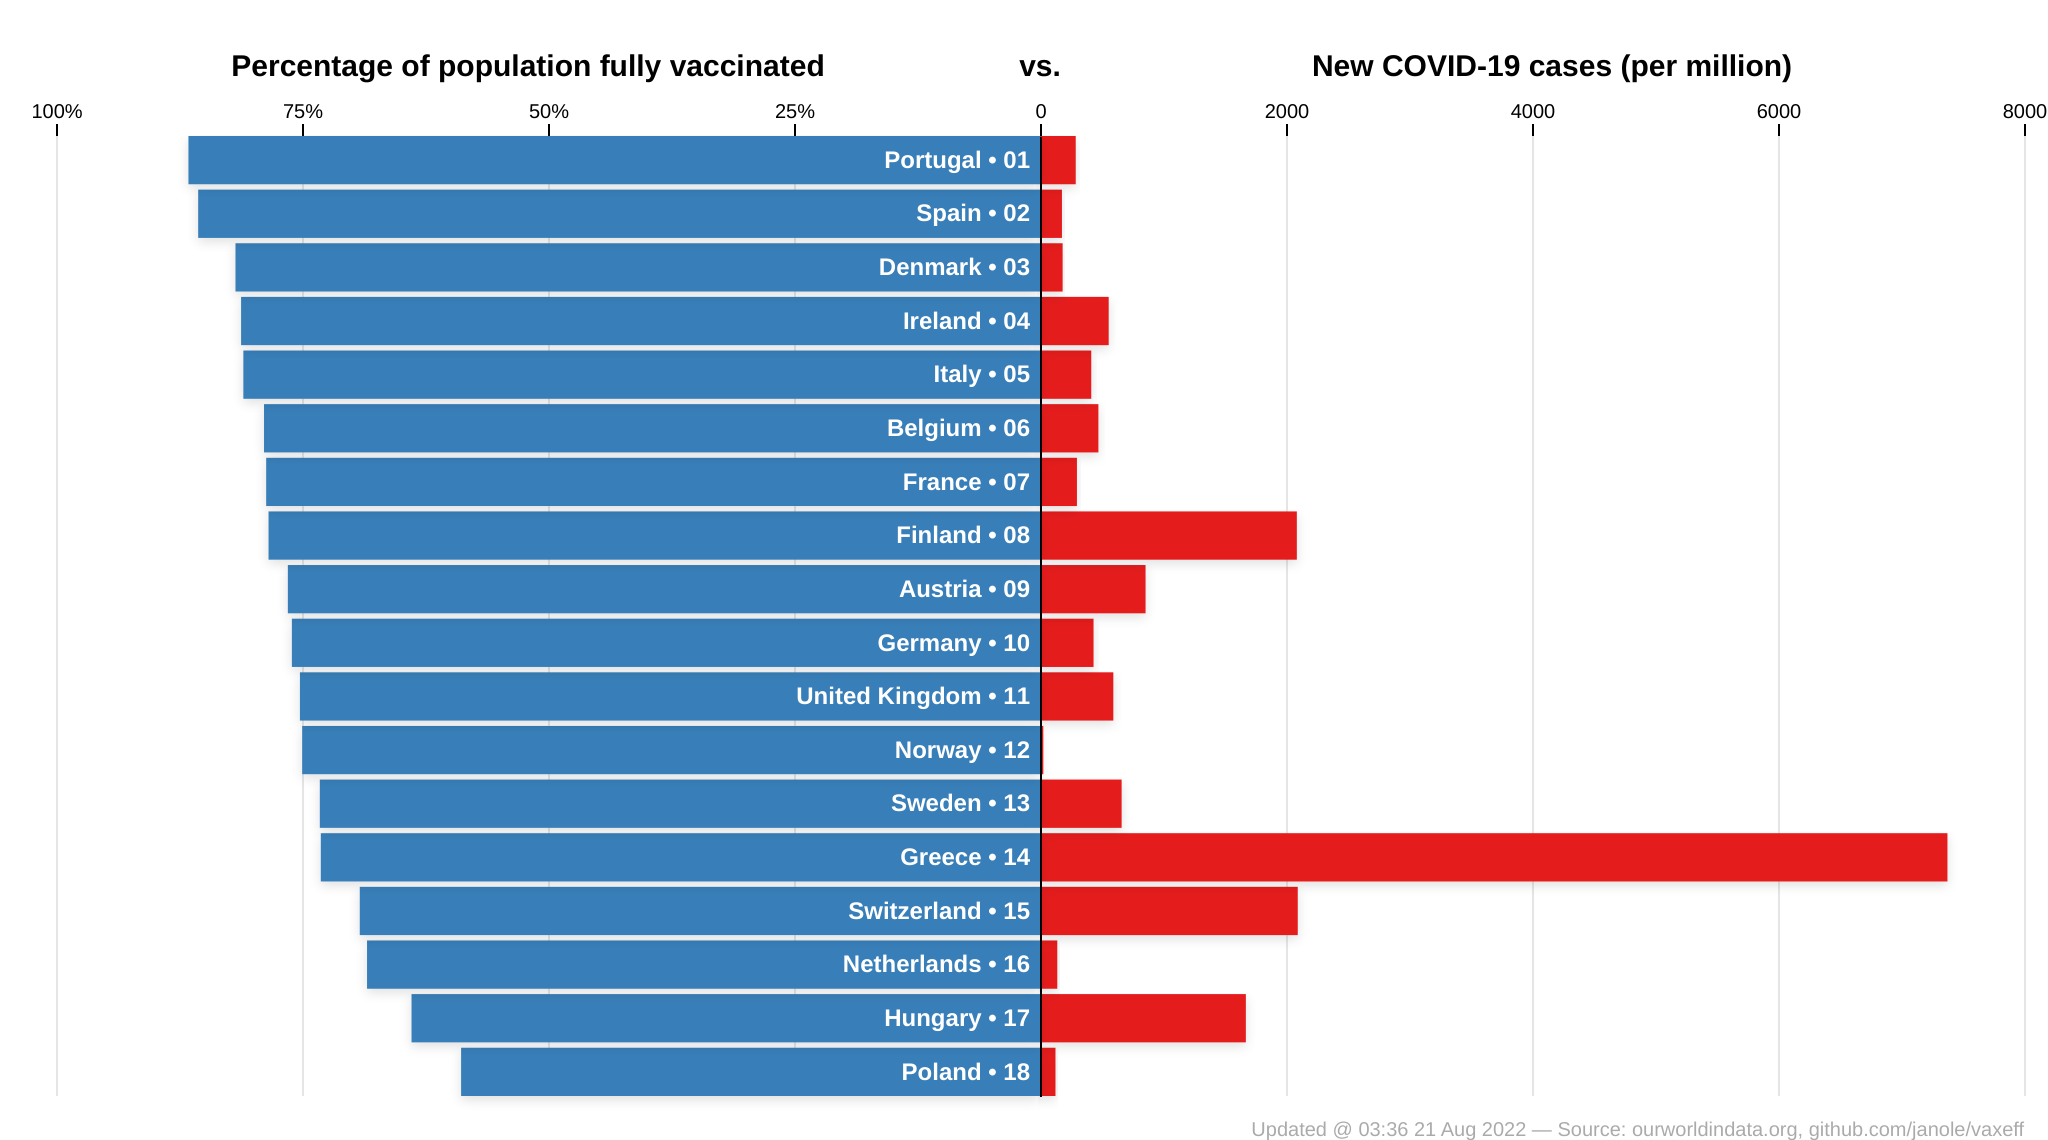 Percentage of population fully vaccinated vs. New COVID-19 cases (per million)
100% 75% 50% 25% 0 2000 4000 6000 8000
Portugal • 01
Spain • 02
Denmark • 03
Ireland • 04
Italy • 05
Belgium • 06
France • 07
Finland • 08
Austria • 09
Germany • 10
United Kingdom • 11
Norway • 12
Sweden • 13
Greece • 14
Switzerland • 15
Netherlands • 16
Hungary • 17
Poland • 18
Updated @ 03:36 21 Aug 2022 — Source: ourworldindata.org, github.com/janole/vaxeff